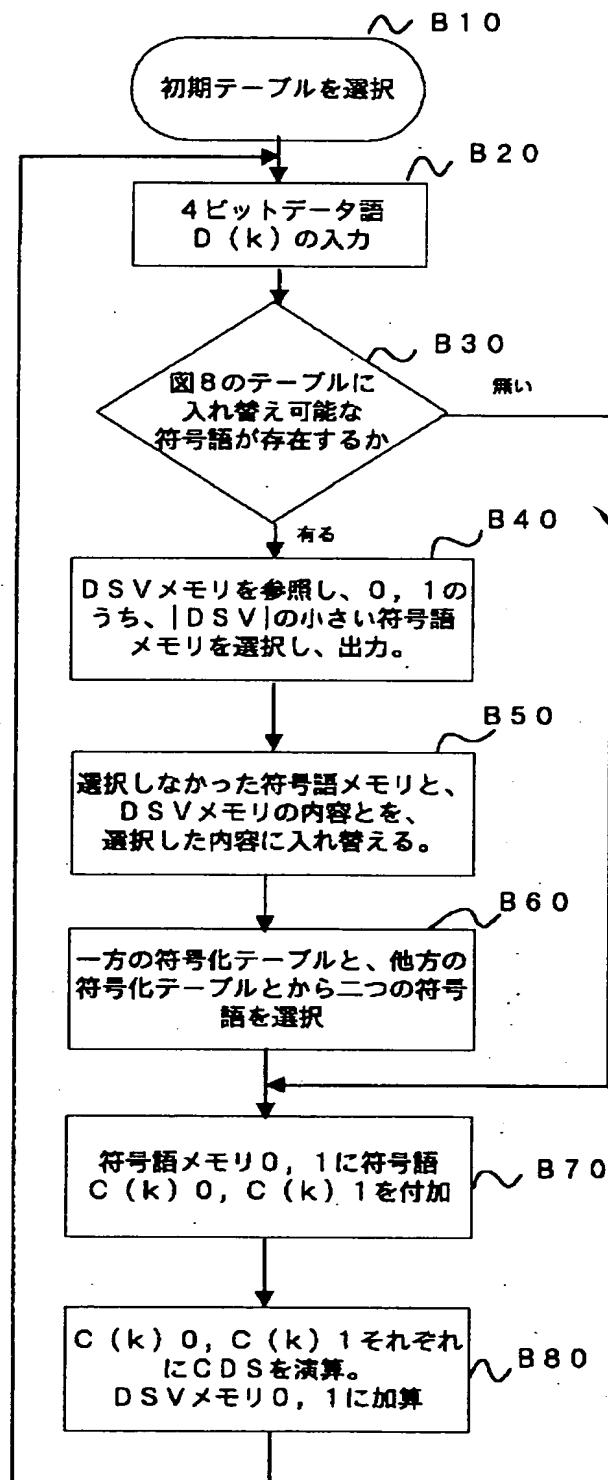 B10
初期テーブルを選択
B20
4ビットデータ語
D(k)の入力
B30
図8のテーブルに
入れ替え可能な
符号語が存在するか
無い
有る
B40
DSVメモリを参照し、0,1の
うち、|DSV|の小さい符号語
メモリを選択し、出力。
B50
選択しなかった符号語メモリと、
DSVメモリの内容とを、
選択した内容に入れ替える。
B60
一方の符号化テーブルと、他方の
符号化テーブルとから二つの符号
語を選択
符号語メモリ0,1に符号語
C(k)0,C(k)1を付加
B70
C(k)0,C(k)1それぞれ
にCDSを演算。
DSVメモリ0,1に加算
B80